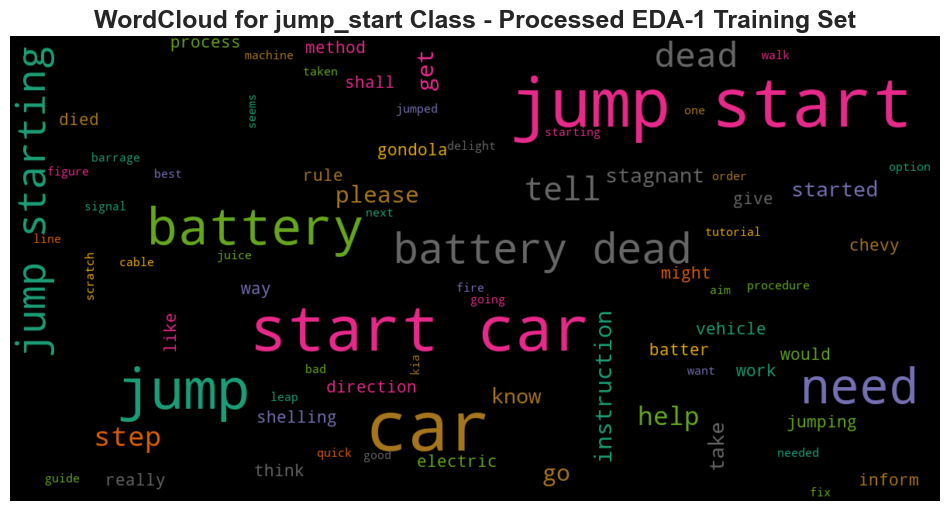 WordCloud for jump_start Class - Processed EDA-1 Training Set
process
machine
method
taken
get
shall
jumped
seems
dead
walk
jump start
one
starting
died
jump starting
barrage
figure
best
gondola
delight
rule
please
tell
stagnant
order
give
started
option
signal
next
line
battery
juice
battery dead
tutorial
chevy
cable
scratch
way
might
fire
going
aim
procedure
like
start car
instruction
vehicle
batter
would
kia
bad
want
work
direction
leap
jump
shelling
know
need
help
jumping
car
step
take
quick
good
electric
needed
guide
really
think
go
inform
fix